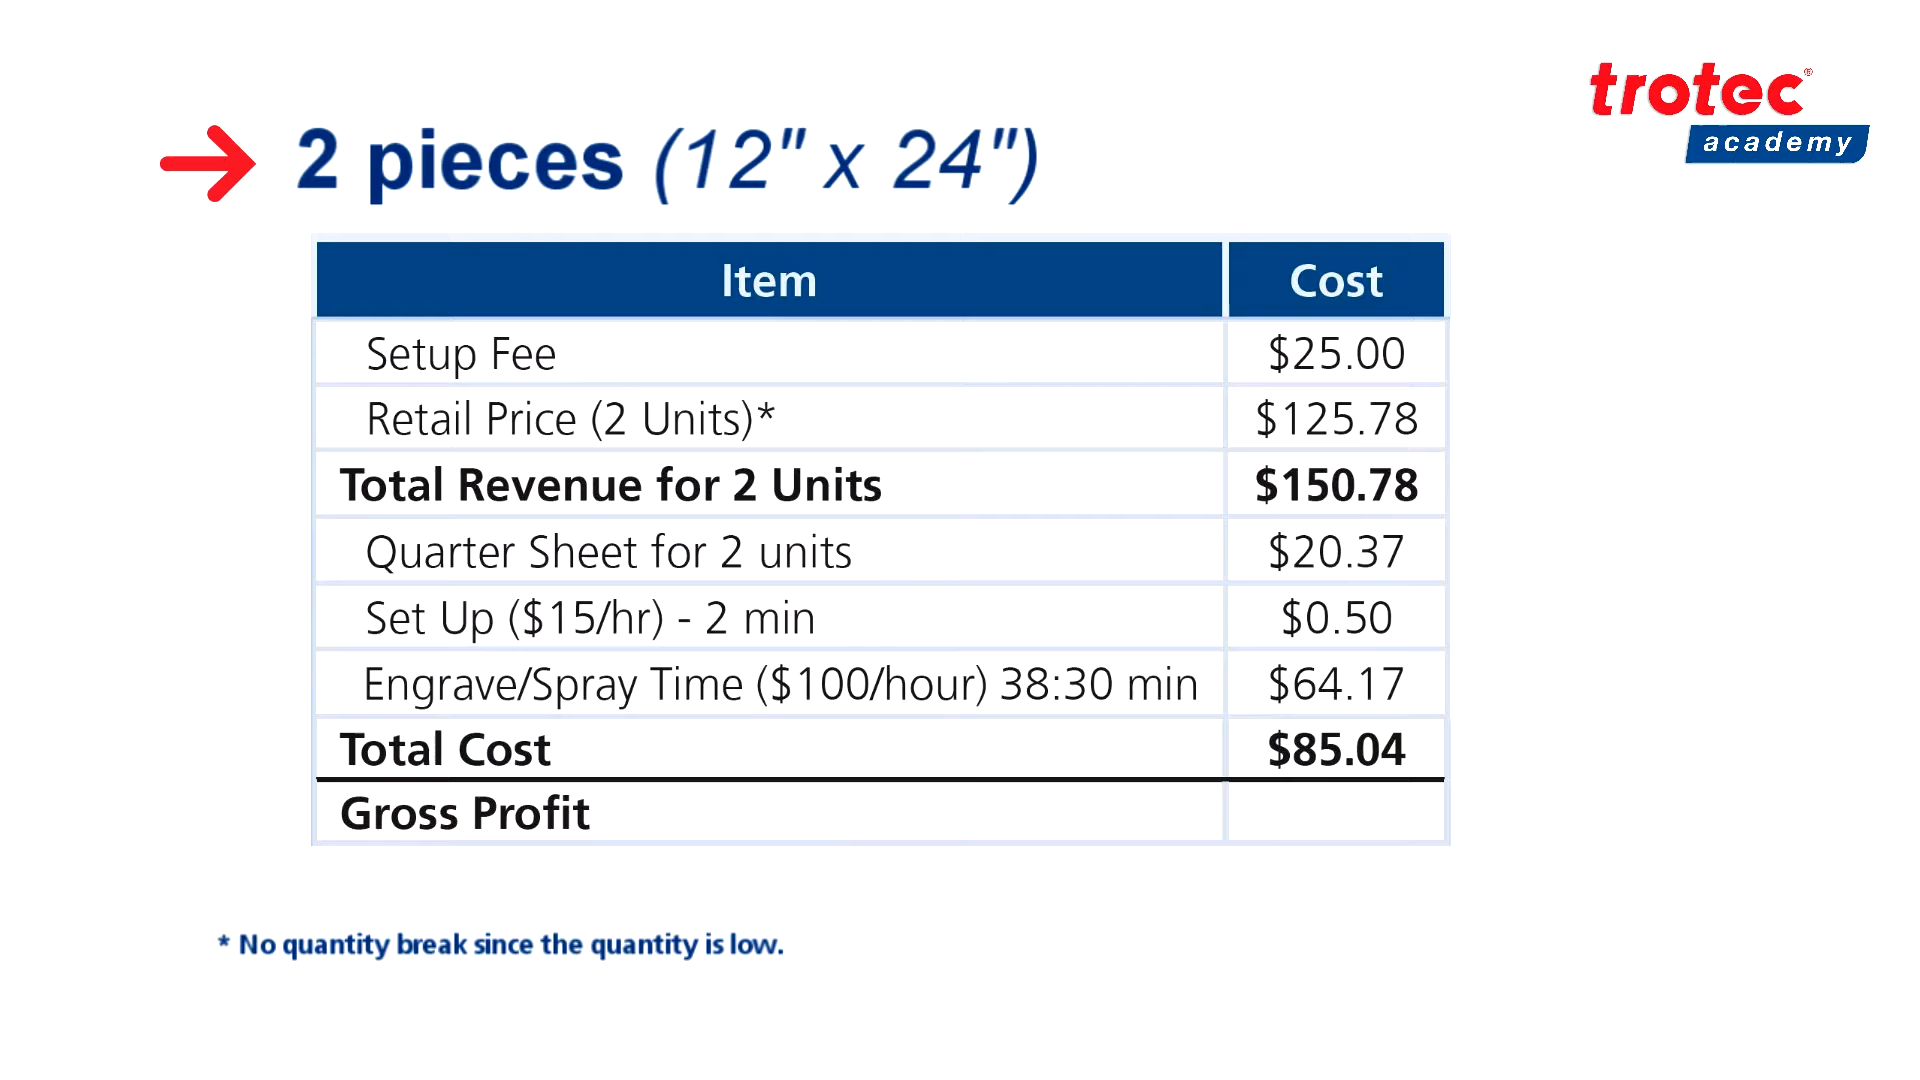 trotec®
academy
2 pieces (12" x 24")
Item Cost
Setup Fee $25.00
Retail Price (2 Units)* $125.78
Total Revenue for 2 Units $150.78
Quarter Sheet for 2 units $20.37
Set Up ($15/hr) - 2 min $0.50
Engrave/Spray Time ($100/hour) 38:30 min $64.17
Total Cost $85.04
Gross Profit
* No quantity break since the quantity is low.